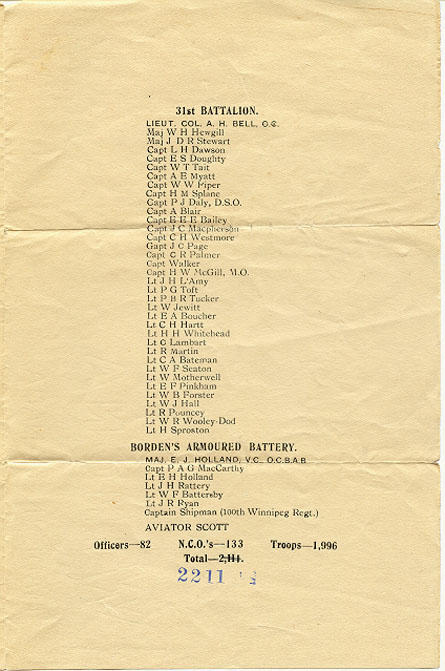 31st BATTALION.
LIEUT. COL. A. H. BELL, O.C.
Maj W H Hewgill
Maj J D R Stewart
Capt L H Dawson
Capt E S Doughty
Capt W T Tait
Capt A E Myatt
Capt W W Piper
Capt H M Splane
Capt P J Daly, D.S.O.
Capt A Blair
Capt E E E Bailey
Capt J C Macpherson
Capt C H Westmore
Capt J C Page
Capt G R Palmer
Capt Walker
Capt H W McGill, M.O.
Lt J H L'Amy
Lt P G Toft
Lt P B R Tucker
Lt W Jewitt
Lt E A Boucher
Lt C H Hartt
Lt H H Whitehead
Lt G Lambart
Lt R Martin
Lt C A Bateman
Lt W F Seaton
Lt W Motherwell
Lt E F Pinkham
Lt W B Forster
Lt W J Hall
Lt R Pouncey
Lt W R Wooley-Dod
Lt H Sproston
BORDEN'S ARMOURED BATTERY.
MAJ. E. J. HOLLAND, V.C., O.C.B.A.B
Capt P A G MacCarthy
Lt E H Holland
Lt J H Rattery
Lt W F Battersby
Lt J R Ryan
Captain Shipman (100th Winnipeg Regt.)
AVIATOR SCOTT
Officers—82 N.C.O.'s—133 Troops—1,996
Total—2,111.
2211